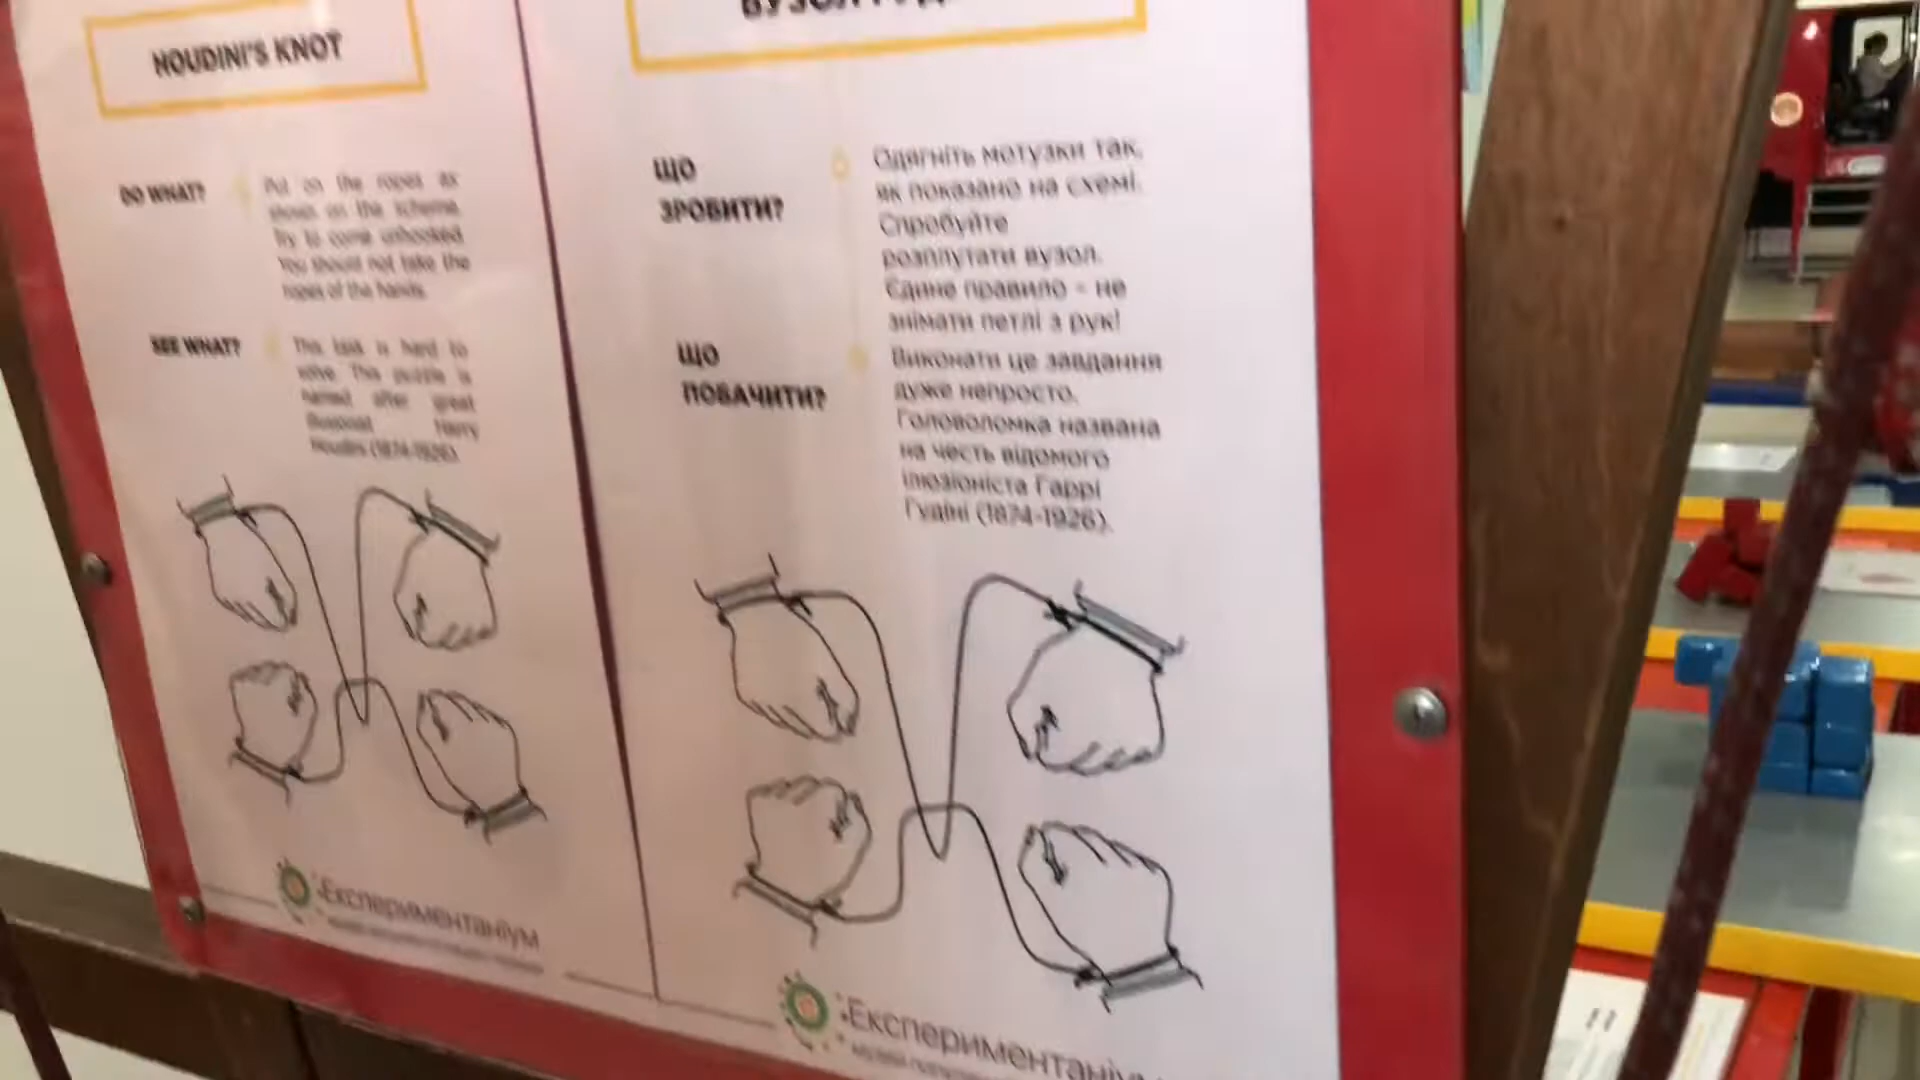 HOUDINI'S KNOT
DO WHAT?
Put on the ropes as
shown on the scheme.
Try to come unhooked.
You should not take the
ropes of the hands.
SEE WHAT?
This task is hard to
solve. This puzzle is
named after great
illusionist Harry
Houdini (1874-1926).
Експериментаніум
ВУЗОЛ
ЩО
ЗРОБИТИ?
Одягніть мотузки так,
як показано на схемі.
Спробуйте
розплутати вузол.
Єдине правило - не
знімати петлі з рук!
ЩО
ПОБАЧИТИ?
Виконати це завдання
дуже непросто.
Головоломка названа
на честь відомого
ілюзіоніста Гаррі
Гудіні (1874-1926).
Експериментаніум